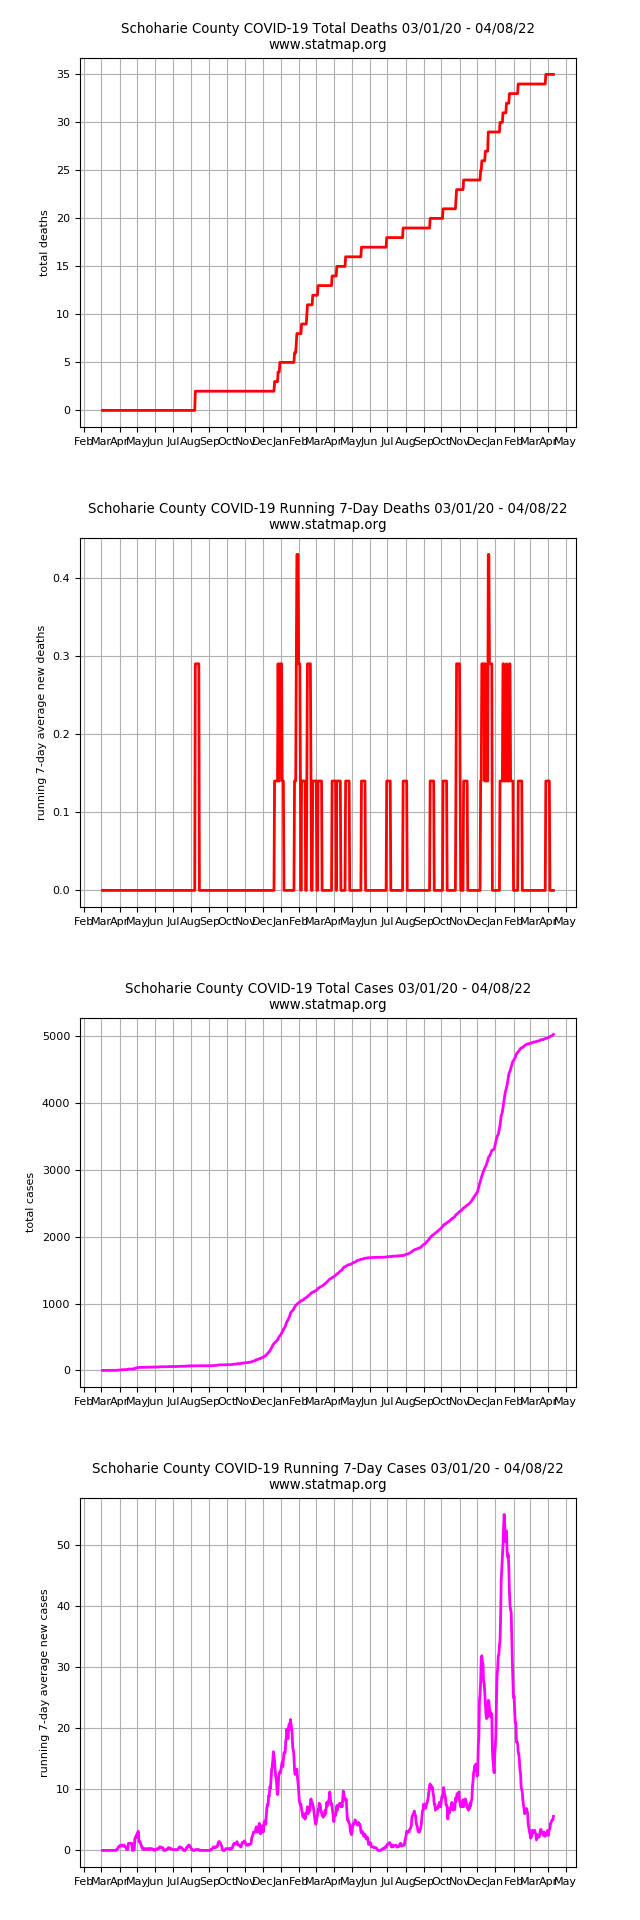 Schoharie County COVID-19 Total Deaths 03/01/20 - 04/08/22
www.statmap.org
35
30
25
20
15
10
5
0
total deaths
Feb Mar Apr May Jun Jul Aug Sep Oct Nov Dec Jan Feb Mar Apr May Jun Jul Aug Sep Oct Nov Dec Jan Feb Mar Apr May
Schoharie County COVID-19 Running 7-Day Deaths 03/01/20 - 04/08/22
www.statmap.org
0.4
0.3
0.2
0.1
0.0
running 7-day average new deaths
Feb Mar Apr May Jun Jul Aug Sep Oct Nov Dec Jan Feb Mar Apr May Jun Jul Aug Sep Oct Nov Dec Jan Feb Mar Apr May
Schoharie County COVID-19 Total Cases 03/01/20 - 04/08/22
www.statmap.org
5000
4000
3000
2000
1000
0
total cases
Feb Mar Apr May Jun Jul Aug Sep Oct Nov Dec Jan Feb Mar Apr May Jun Jul Aug Sep Oct Nov Dec Jan Feb Mar Apr May
Schoharie County COVID-19 Running 7-Day Cases 03/01/20 - 04/08/22
www.statmap.org
50
40
30
20
10
0
running 7-day average new cases
Feb Mar Apr May Jun Jul Aug Sep Oct Nov Dec Jan Feb Mar Apr May Jun Jul Aug Sep Oct Nov Dec Jan Feb Mar Apr May